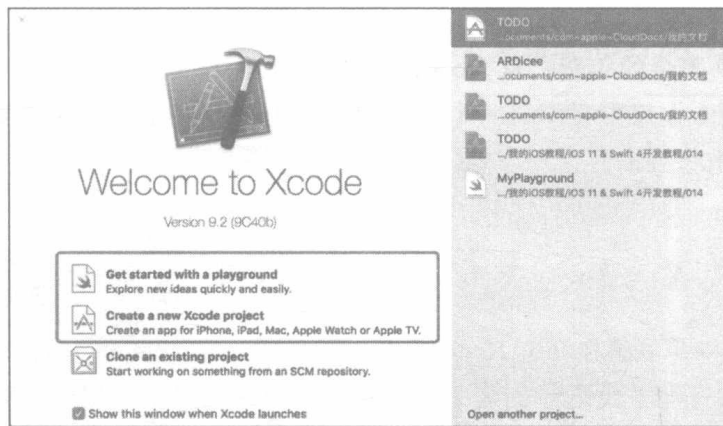 Welcome to Xcode
Version 9.2 (9C40b)
Get started with a playground
Explore new ideas quickly and easily.
Create a new Xcode project
Create an app for iPhone, iPad, Mac, Apple Watch or Apple TV.
Clone an existing project
Start working on something from an SCM repository.
Show this window when Xcode launches
TODO
...ocuments/com~apple~CloudDocs/我的文档
ARDicee
...ocuments/com~apple~CloudDocs/我的文档
TODO
...ocuments/com~apple~CloudDocs/我的文档
TODO
.../我的iOS教程/iOS 11 & Swift 4开发教程/014
MyPlayground
.../我的iOS教程/iOS 11 & Swift 4开发教程/014
Open another project...